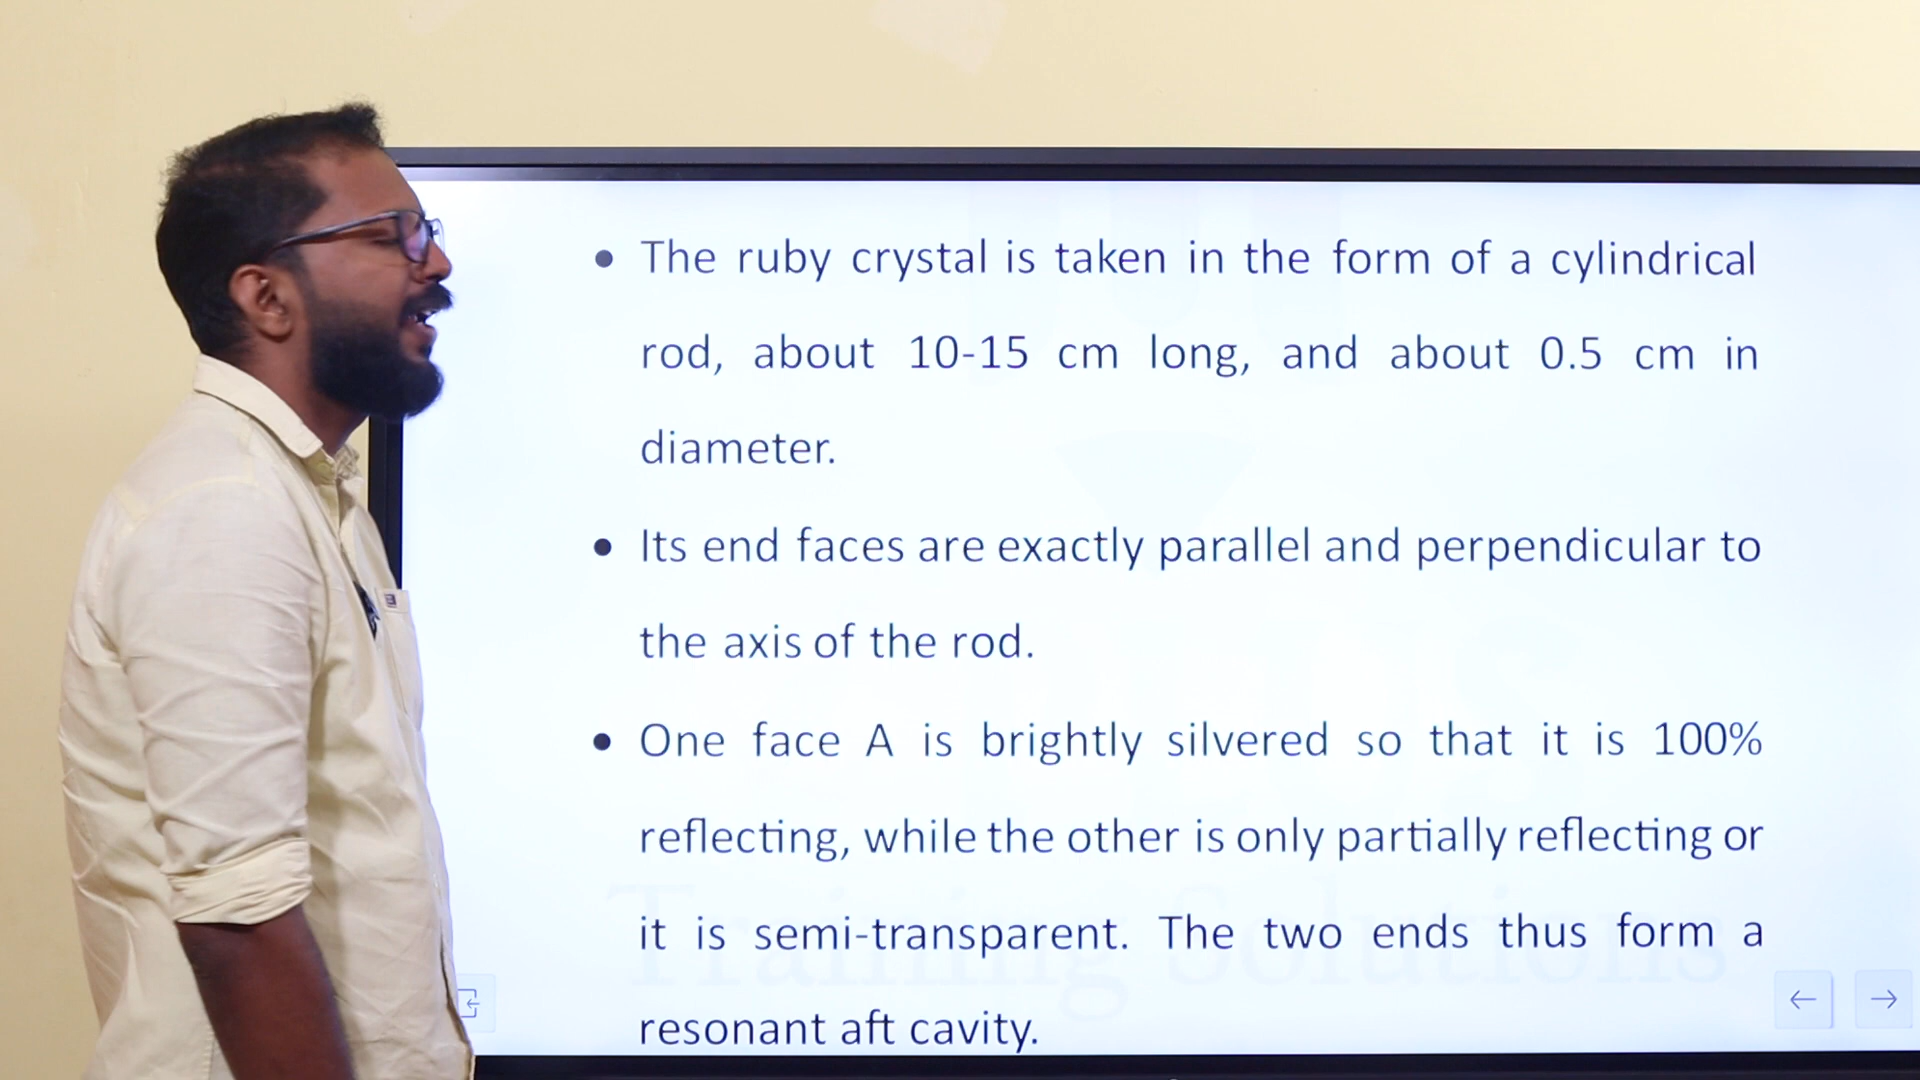 • The ruby crystal is taken in the form of a cylindrical
rod, about 10-15 cm long, and about 0.5 cm in
diameter.
• Its end faces are exactly parallel and perpendicular to
the axis of the rod.
• One face A is brightly silvered so that it is 100%
reflecting, while the other is only partially reflecting or
it is semi-transparent. The two ends thus form a
resonant aft cavity.
Training Solutions